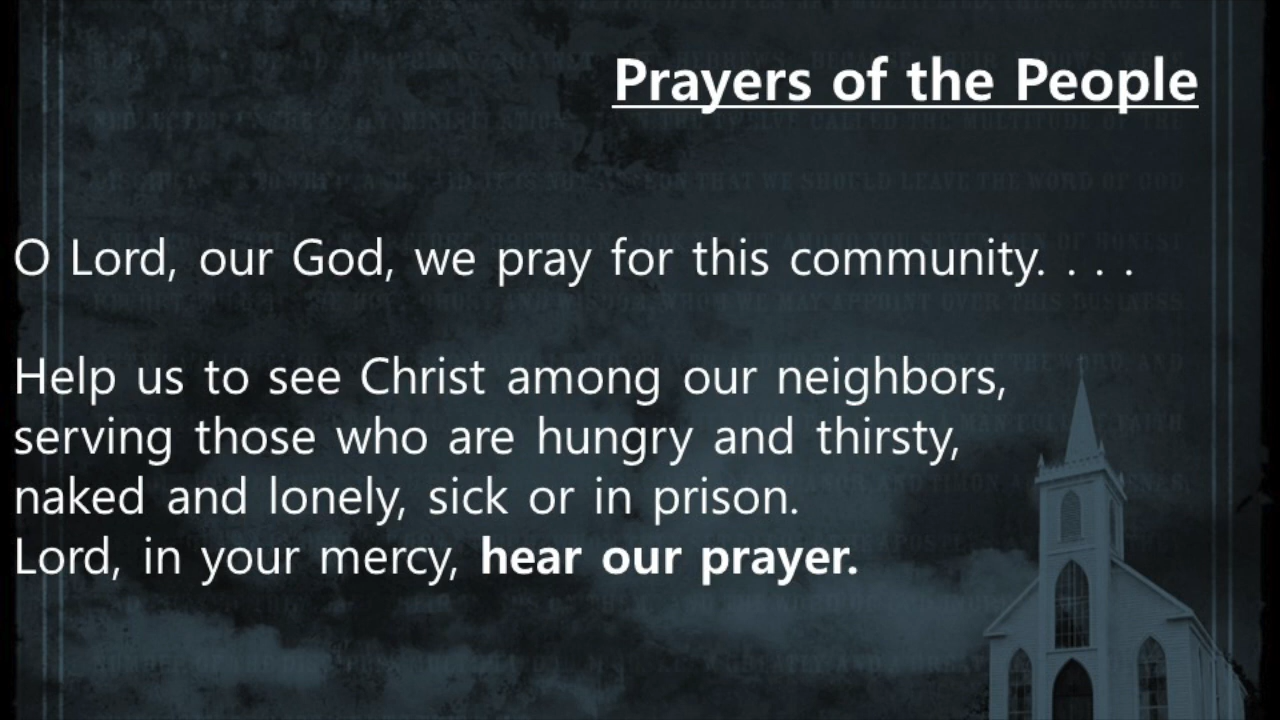 Prayers of the People
O Lord, our God, we pray for this community. . . .
Help us to see Christ among our neighbors,
serving those who are hungry and thirsty,
naked and lonely, sick or in prison.
Lord, in your mercy, hear our prayer.